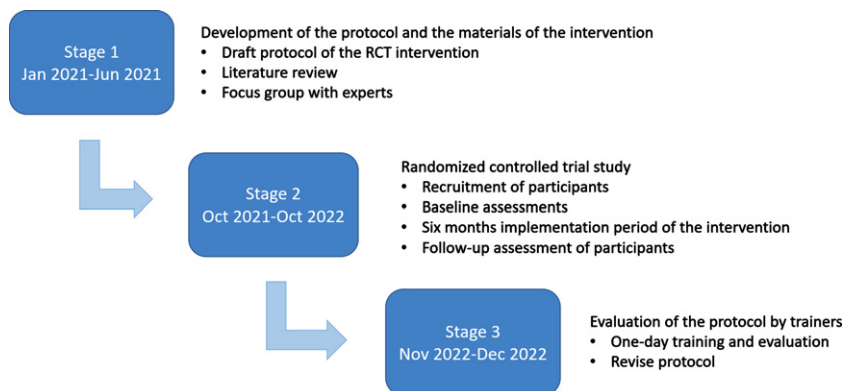 Stage 1
Jan 2021-Jun 2021
Development of the protocol and the materials of the intervention
• Draft protocol of the RCT intervention
• Literature review
• Focus group with experts
Stage 2
Oct 2021-Oct 2022
Randomized controlled trial study
• Recruitment of participants
• Baseline assessments
• Six months implementation period of the intervention
• Follow-up assessment of participants
Stage 3
Nov 2022-Dec 2022
Evaluation of the protocol by trainers
• One-day training and evaluation
• Revise protocol